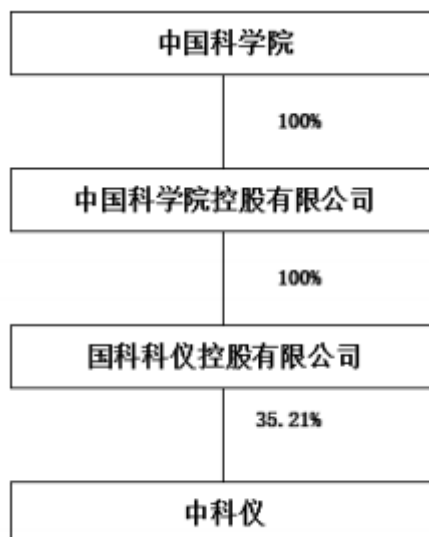 中国科学院
100%
中国科学院控股有限公司
100%
国科科仪控股有限公司
35.21%
中科仪